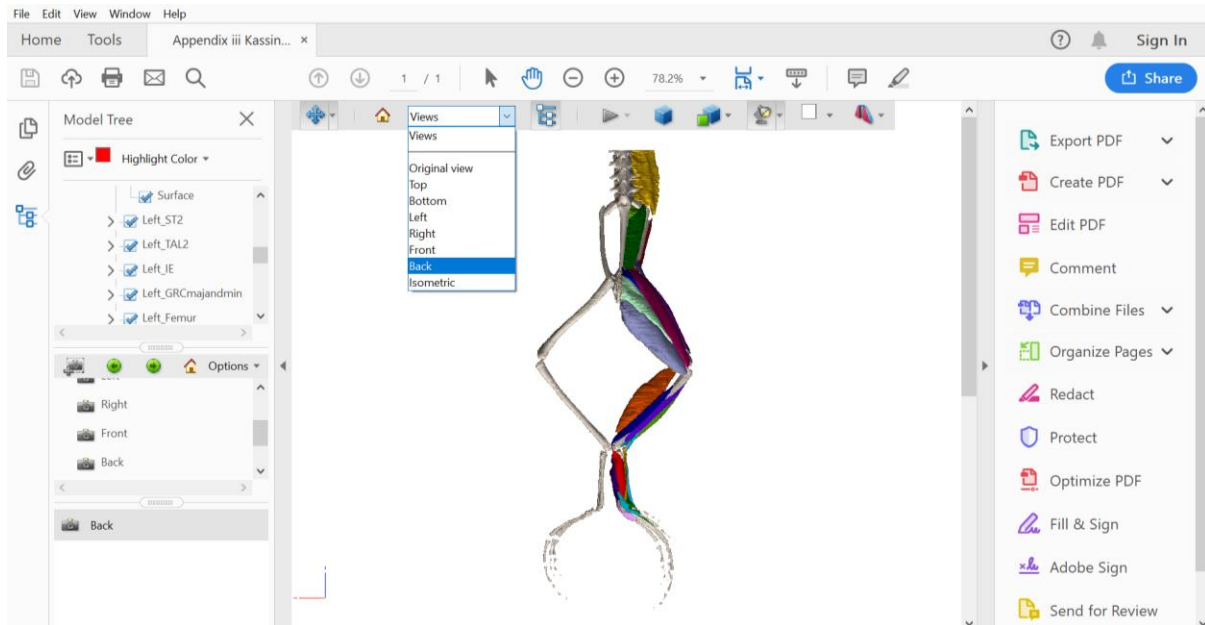 File Edit View Window Help
Home Tools Appendix iii Kassin... ×
Sign In
1 / 1
78.2%
Share
Model Tree
Highlight Color
Surface
Left_ST2
Left_TAL2
Left_IE
Left_GRCmajandmin
Left_Femur
Options
Right
Front
Back
Back
Views
Views
Original view
Top
Bottom
Left
Right
Front
Back
Isometric
Export PDF
Create PDF
Edit PDF
Comment
Combine Files
Organize Pages
Redact
Protect
Optimize PDF
Fill & Sign
Adobe Sign
Send for Review